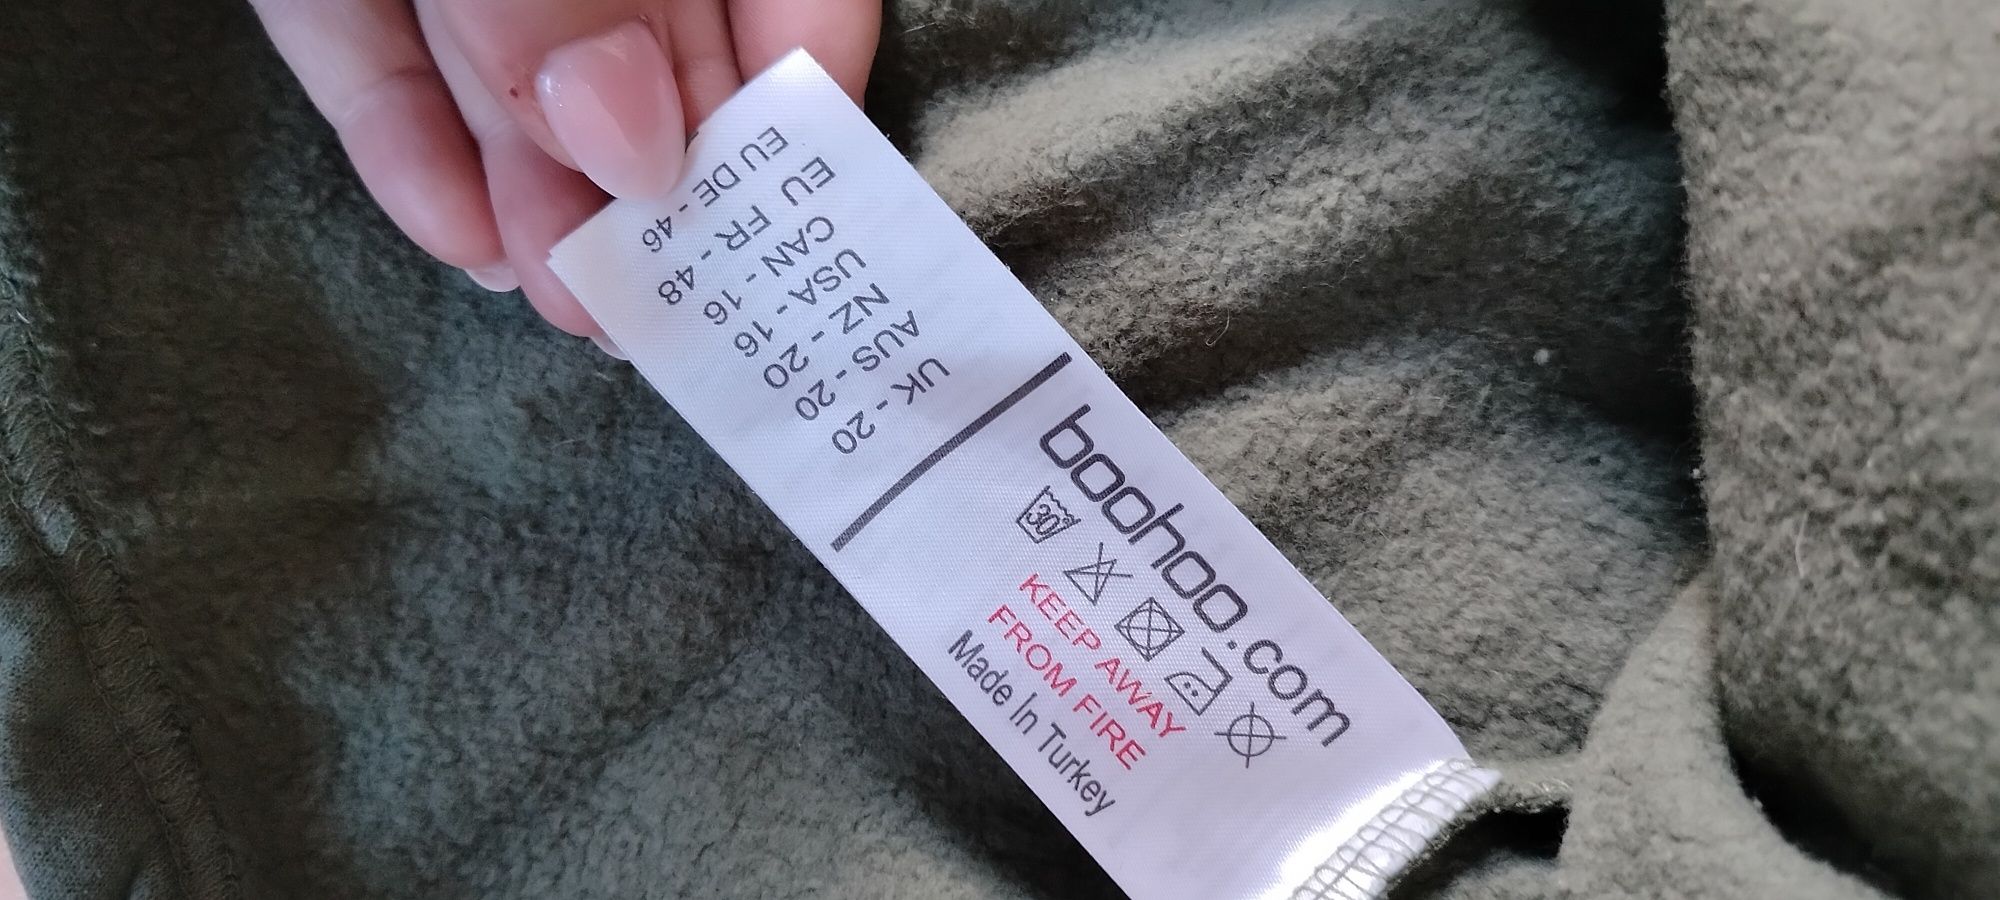 boohoo.com
30°
KEEP AWAY
FROM FIRE
Made In Turkey
UK - 20
AUS - 20
NZ - 20
USA - 16
CAN - 16
EU FR - 48
EU DE - 46